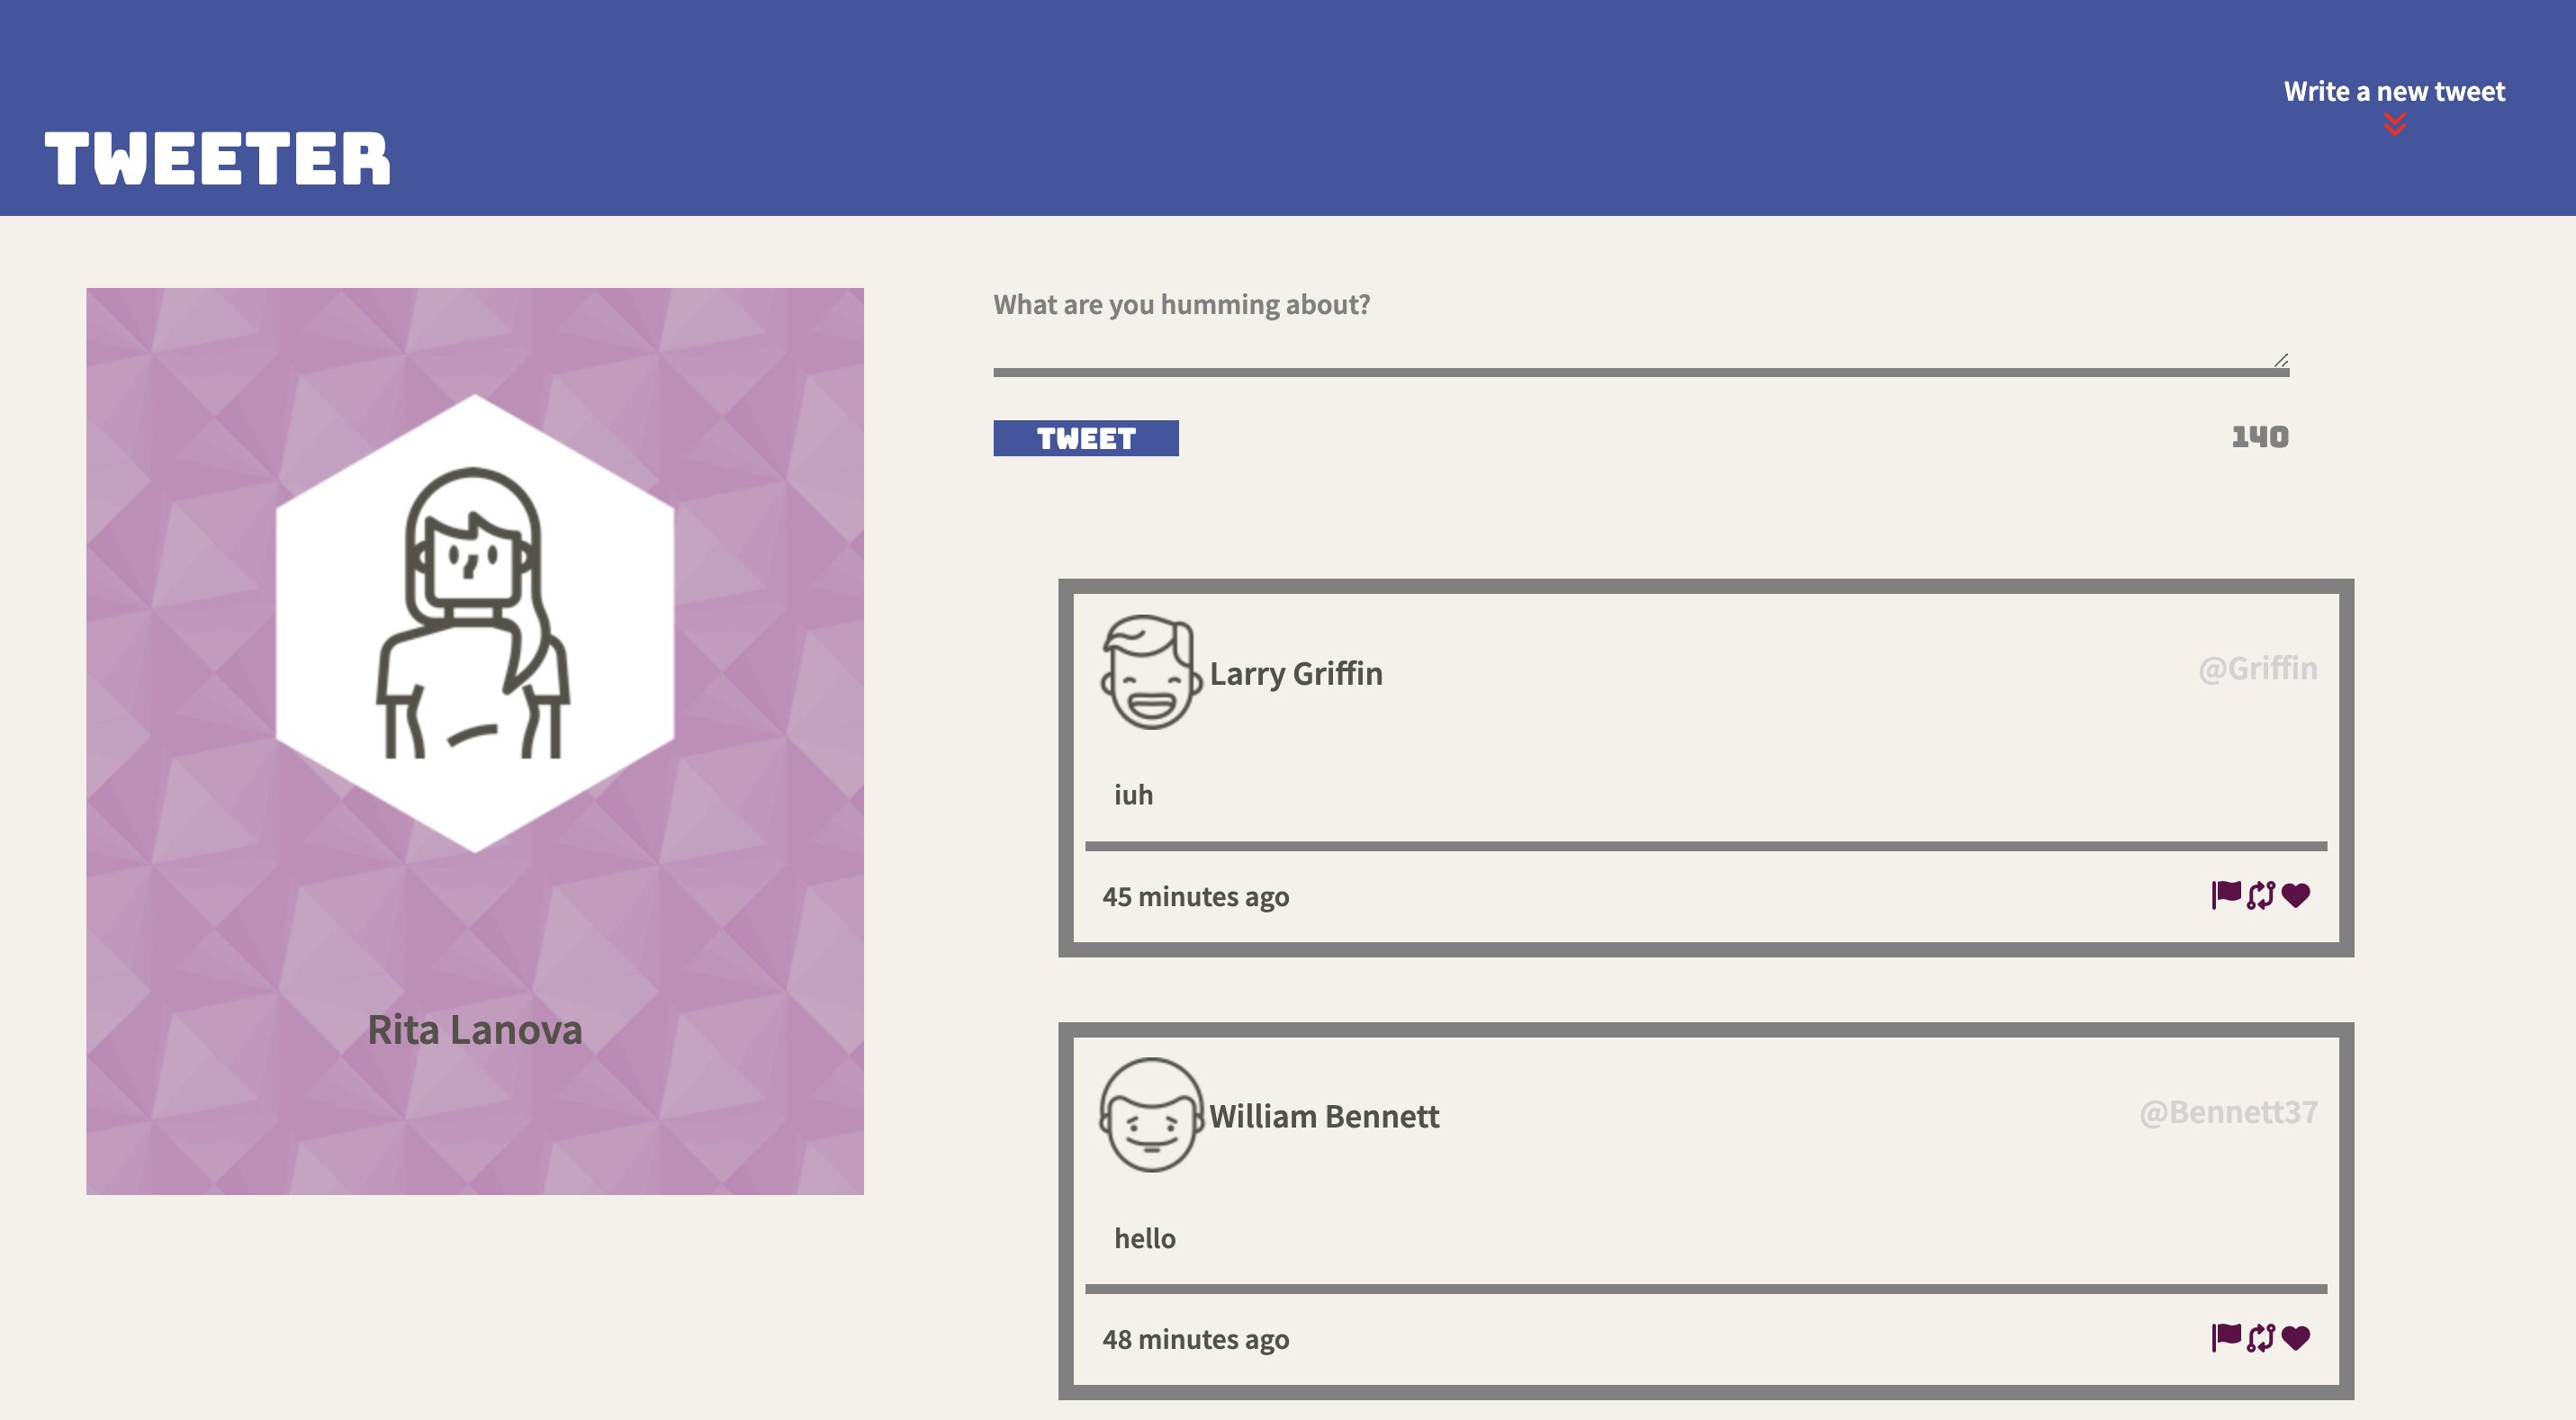 TWEETER
Write a new tweet
Rita Lanova
What are you humming about?
TWEET
140
Larry Griffin
@Griffin
iuh
45 minutes ago
William Bennett
@Bennett37
hello
48 minutes ago